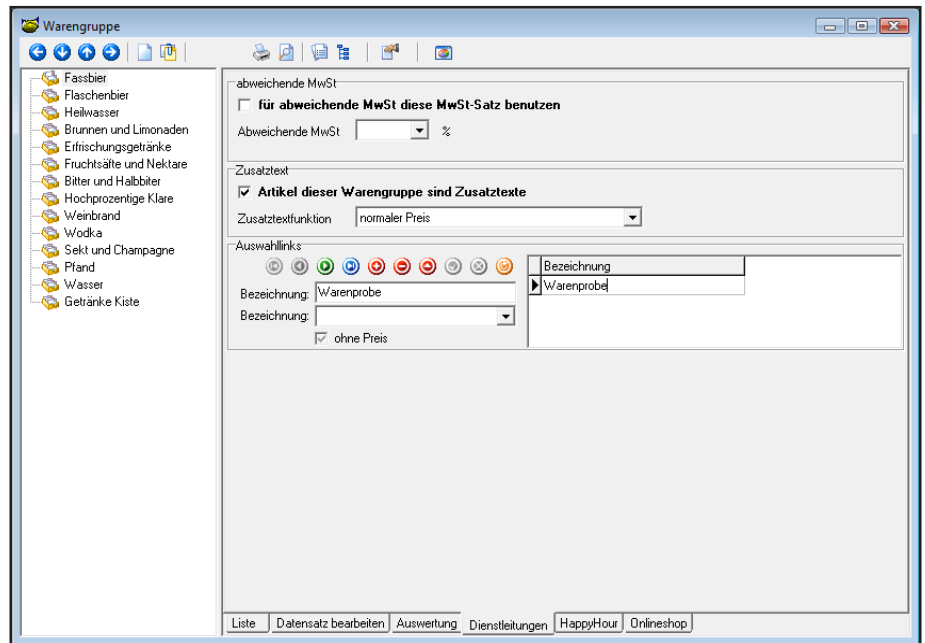 Warengruppe
Fassbier
Flaschenbier
Heilwasser
Brunnen und Limonaden
Erfrischungsgetränke
Fruchtsäfte und Nektare
Bitter und Halbbiter
Hochprozentige Klare
Weinbrand
Wodka
Sekt und Champagne
Pfand
Wasser
Getränke Kiste
abweichende MwSt
für abweichende MwSt diese MwSt-Satz benutzen
Abweichende MwSt %
Zusatztext
Artikel dieser Warengruppe sind Zusatztexte
Zusatztextfunktion normaler Preis
Auswahllinks
Bezeichnung: Warenprobe
Bezeichnung:
ohne Preis
Bezeichnung
Warenprobe
Liste Datensatz bearbeiten Auswertung Dienstleitungen HappyHour Onlineshop